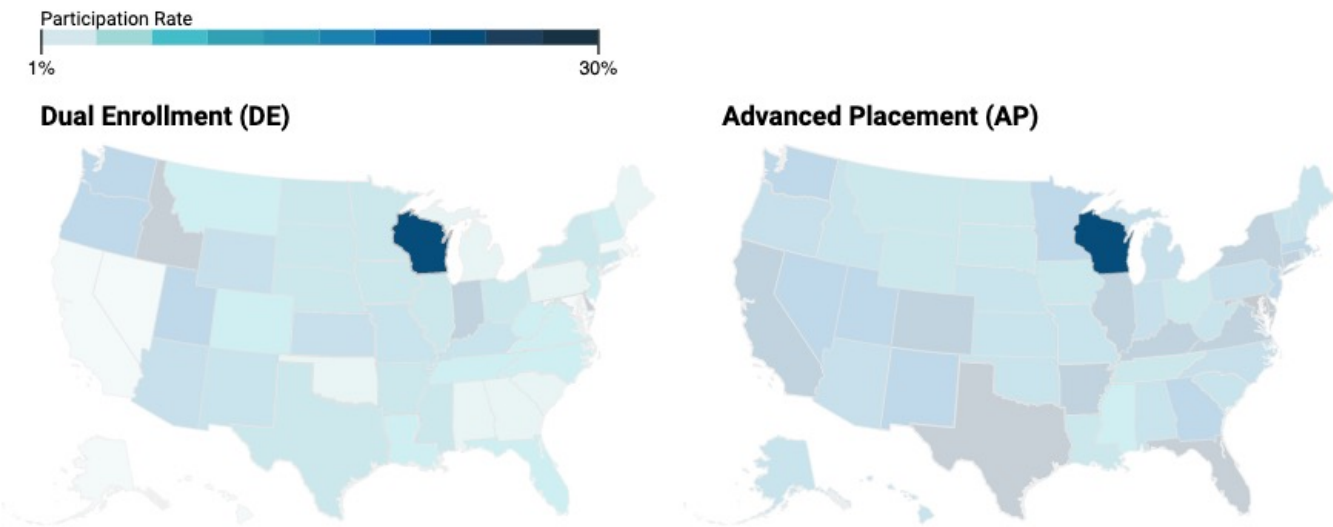 Participation Rate
1% 30%
Dual Enrollment (DE) Advanced Placement (AP)